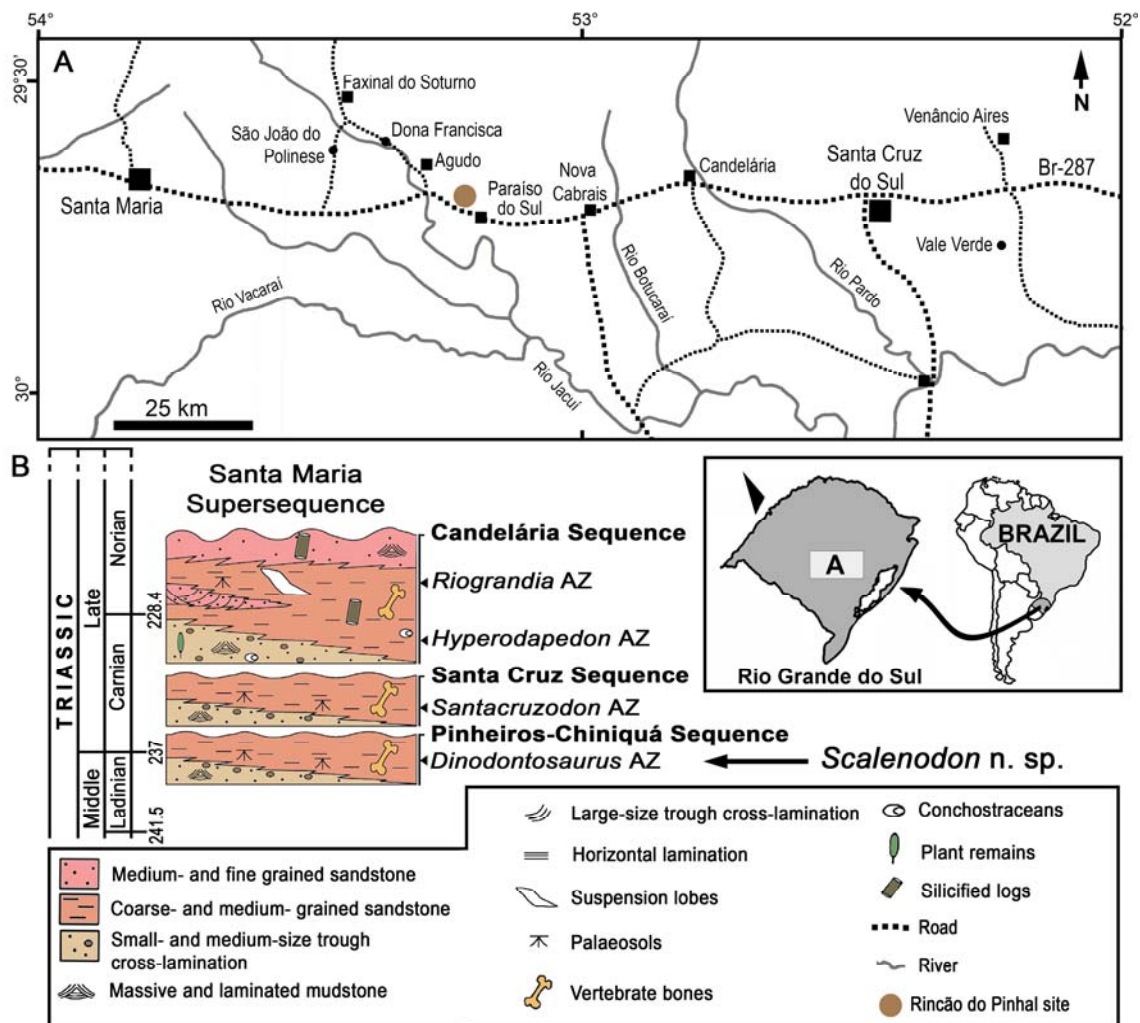 54°
53°
52°
29°30'
30°
A
N
Faxinal do Soturno
São João do
Polinese
Dona Francisca
Agudo
Santa Maria
Paraíso
do Sul
Nova
Cabrais
Candelária
Venâncio Aires
Santa Cruz
do Sul
Br-287
Vale Verde
Rio Vacaraí
Rio Jacuí
Rio Botucaraí
Rio Pardo
25 km
B
TRIASSIC
Late
Middle
Norian
Carnian
Ladinian
228.4
237
241.5
Santa Maria
Supersequence
Candelária Sequence
Riograndia AZ
Hyperodapedon AZ
Santa Cruz Sequence
Santacruzodon AZ
Pinheiros-Chiniquá Sequence
Dinodontosaurus AZ
Scalenodon n. sp.
A
Rio Grande do Sul
BRAZIL
Medium- and fine grained sandstone
Coarse- and medium- grained sandstone
Small- and medium-size trough
cross-lamination
Massive and laminated mudstone
Large-size trough cross-lamination
Horizontal lamination
Suspension lobes
Palaeosols
Vertebrate bones
Conchostraceans
Plant remains
Silicified logs
Road
River
Rincão do Pinhal site